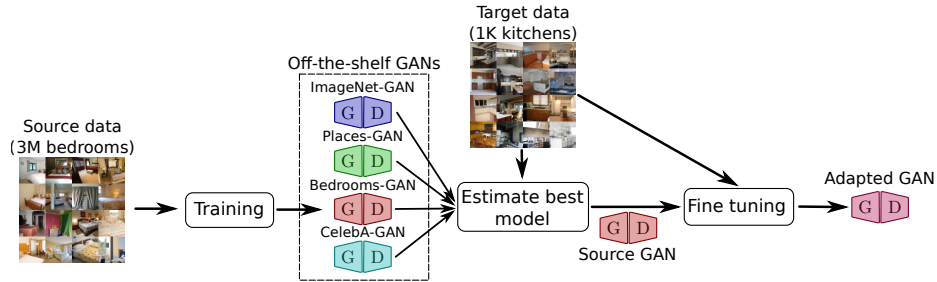 Source data
(3M bedrooms)
Training
Off-the-shelf GANs
ImageNet-GAN
G D
Places-GAN
G D
Bedrooms-GAN
G D
CelebA-GAN
G D
Target data
(1K kitchens)
Estimate best
model
G D
Source GAN
Fine tuning
Adapted GAN
G D